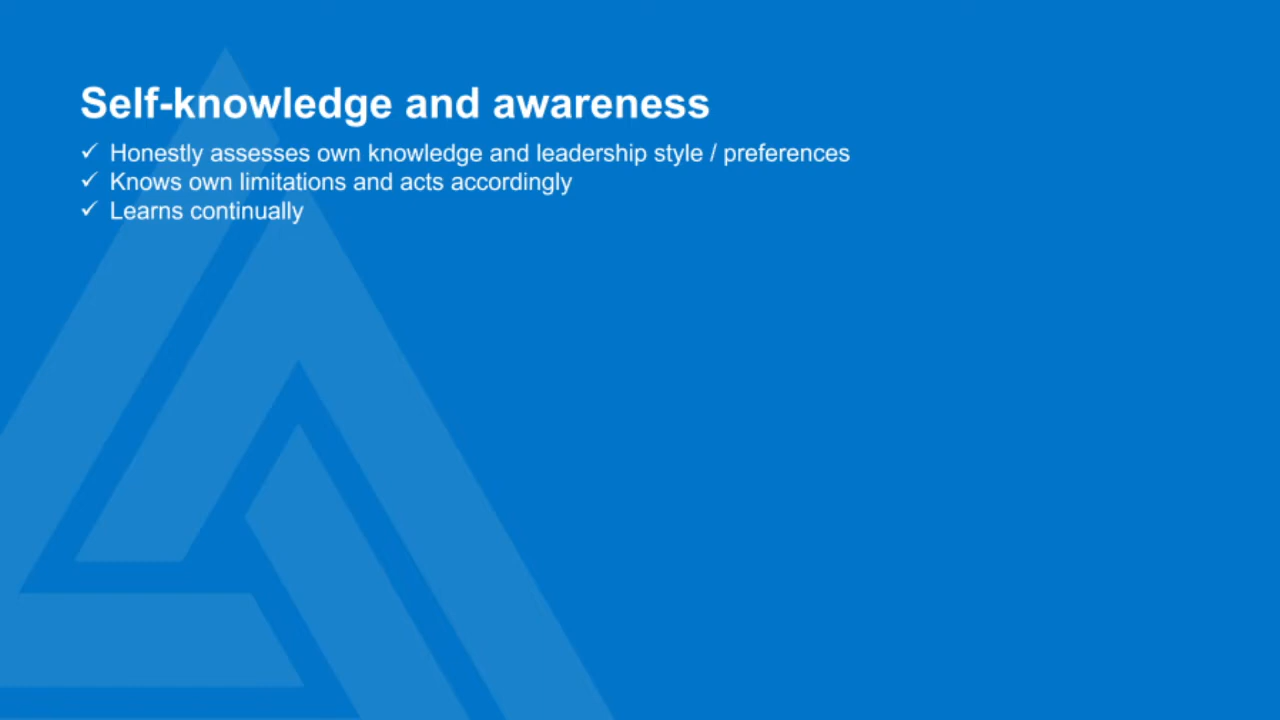 Self-knowledge and awareness
✓ Honestly assesses own knowledge and leadership style / preferences
✓ Knows own limitations and acts accordingly
✓ Learns continually